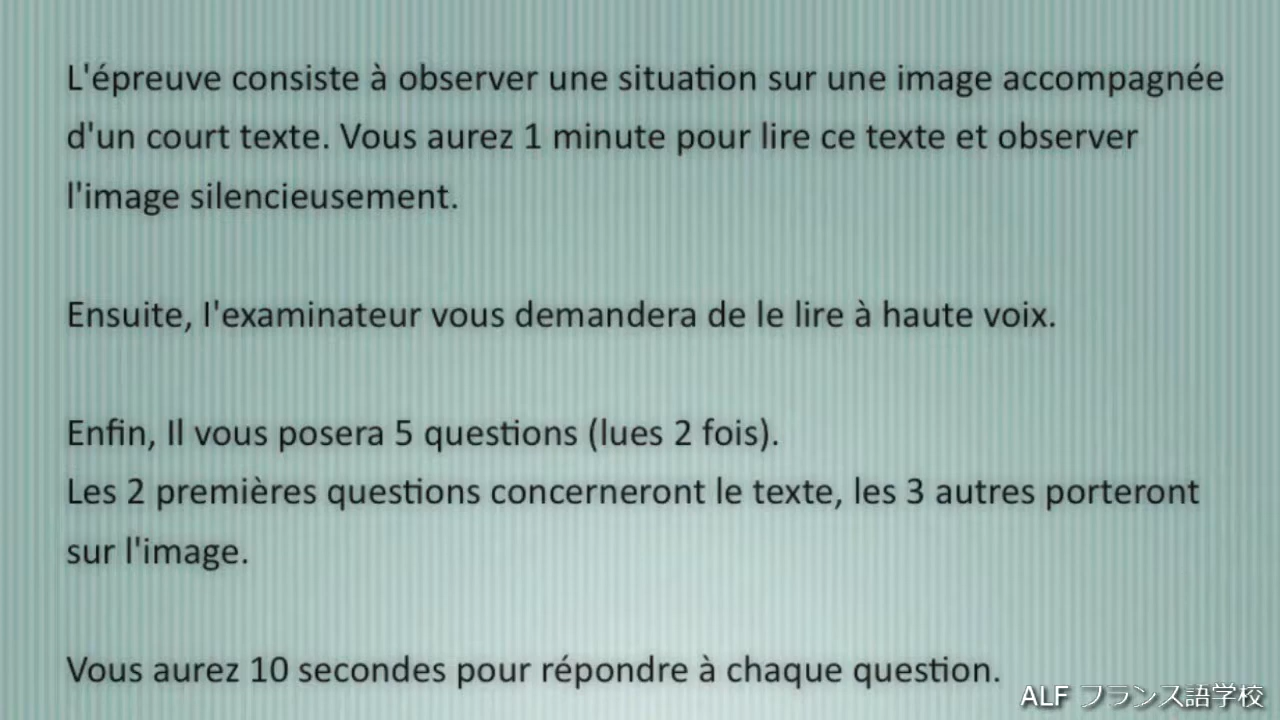 L'épreuve consiste à observer une situation sur une image accompagnée
d'un court texte. Vous aurez 1 minute pour lire ce texte et observer
l'image silencieusement.
Ensuite, l'examinateur vous demandera de le lire à haute voix.
Enfin, Il vous posera 5 questions (lues 2 fois).
Les 2 premières questions concerneront le texte, les 3 autres porteront
sur l'image.
Vous aurez 10 secondes pour répondre à chaque question.
ALF フランス語学校